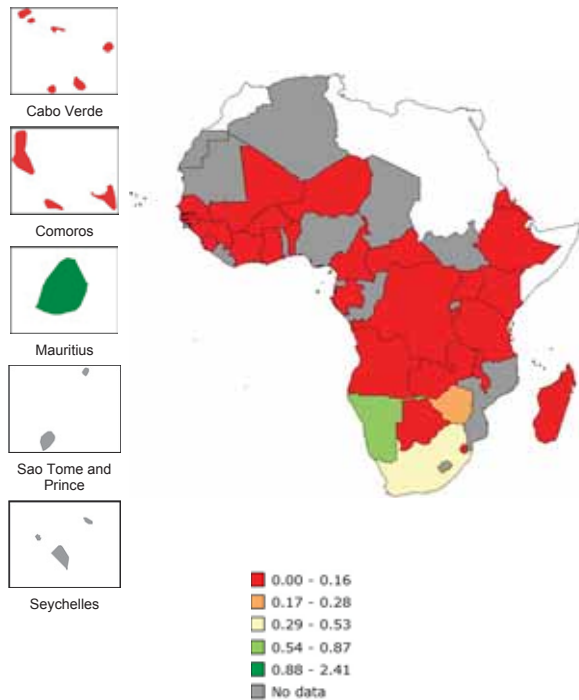 Cabo Verde
Comoros
Mauritius
Sao Tome and
Prince
Seychelles
0.00 - 0.16
0.17 - 0.28
0.29 - 0.53
0.54 - 0.87
0.88 - 2.41
No data